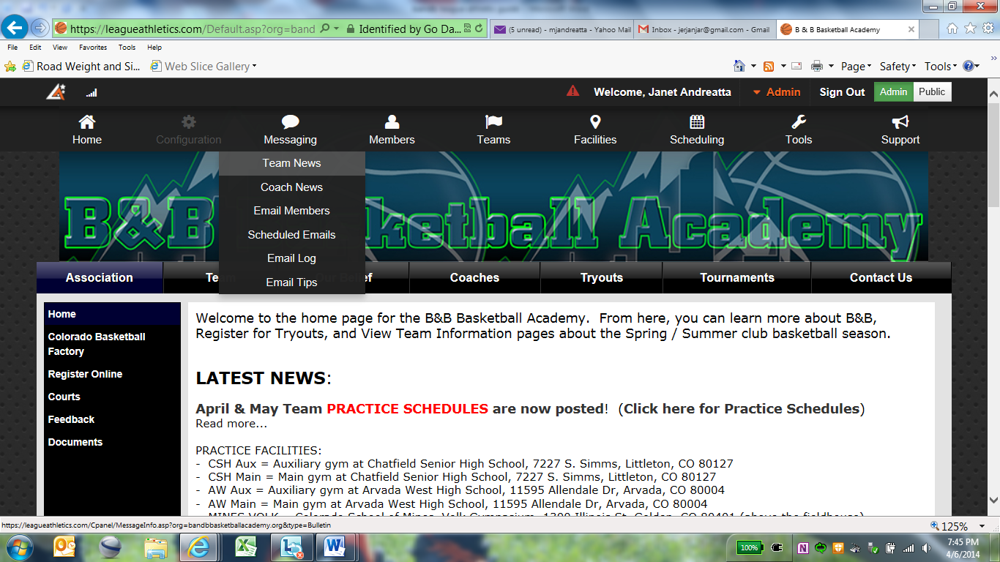 https://leagueathletics.com/Default.asp?org=band
Identified by Go Da...
(5 unread) - mjandreatta - Yahoo Mail
Inbox - jerjanjar@gmail.com - Gmail
B & B Basketball Academy
File Edit View Favorites Tools Help
Road Weight and Si...
Web Slice Gallery
Page Safety Tools
Welcome, Janet Andreatta
Admin
Sign Out
Admin
Public
Home
Configuration
Messaging
Members
Teams
Facilities
Scheduling
Tools
Support
Team News
Coach News
Email Members
Scheduled Emails
Email Log
Email Tips
B&B ketball Academy
Association
Coaches
Tryouts
Tournaments
Contact Us
Home
Colorado Basketball
Factory
Register Online
Courts
Feedback
Documents
Welcome to the home page for the B&B Basketball Academy. From here, you can learn more about B&B,
Register for Tryouts, and View Team Information pages about the Spring / Summer club basketball season.
LATEST NEWS:
April & May Team PRACTICE SCHEDULES are now posted! (Click here for Practice Schedules)
Read more...
PRACTICE FACILITIES:
- CSH Aux = Auxiliary gym at Chatfield Senior High School, 7227 S. Simms, Littleton, CO 80127
- CSH Main = Main gym at Chatfield Senior High School, 7227 S. Simms, Littleton, CO 80127
- AW Aux = Auxiliary gym at Arvada West High School, 11595 Allendale Dr, Arvada, CO 80004
- AW Main = Main gym at Arvada West High School, 11595 Allendale Dr, Arvada, CO 80004
https://leagueathletics.com/Cpanel/MessageInfo.asp?org=bandbbasketballacademy.org&type=Bulletin
125%
100%
7:45 PM
4/6/2014